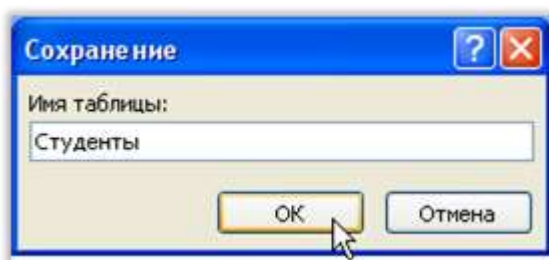 Сохранение
?
Имя таблицы:
Студенты
ОК
Отмена